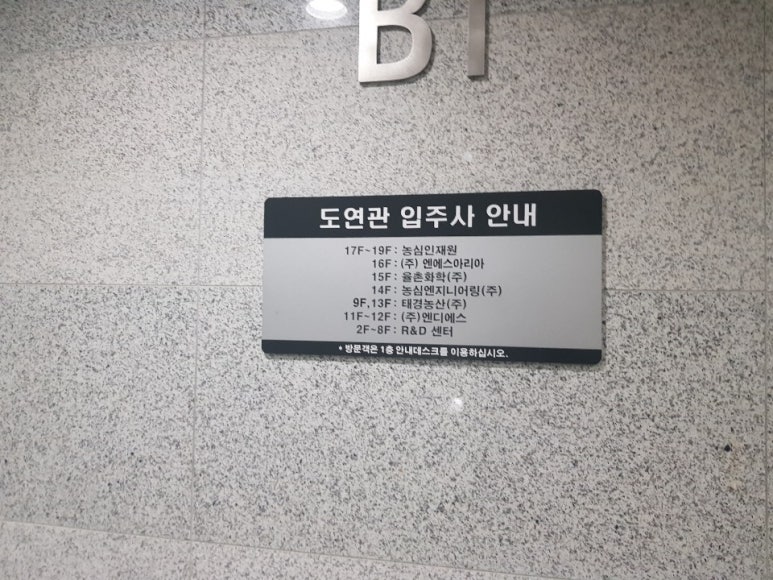 B1
도연관 입주사 안내
17F~19F : 농심인재원
16F : (주) 엔에스아리아
15F : 율촌화학(주)
14F : 농심엔지니어링(주)
9F,13F : 태경농산(주)
11F~12F : (주)엔디에스
2F~8F : R&D 센터
* 방문객은 1층 안내데스크를 이용하십시오.